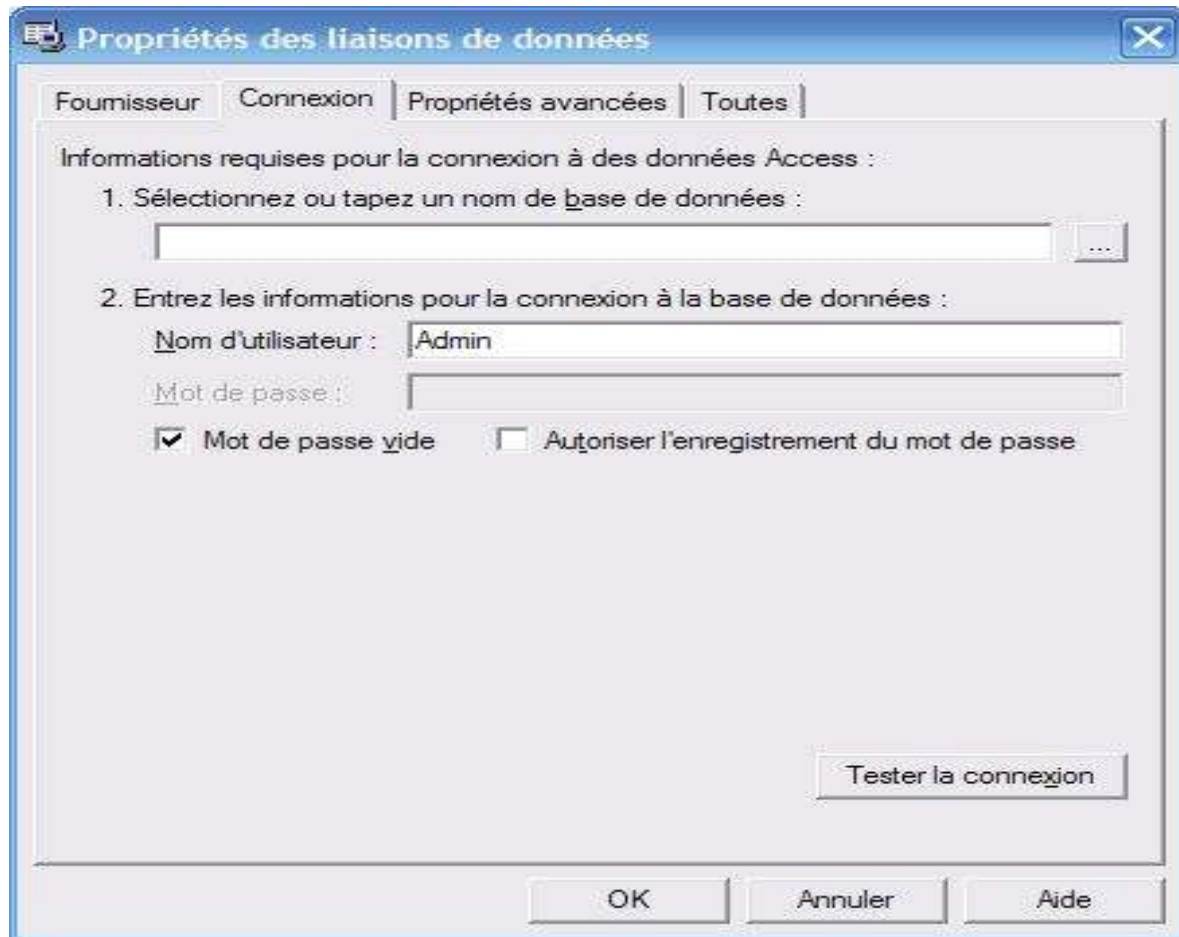 Propriétés des liaisons de données
Fournisseur Connexion Propriétés avancées Toutes
Informations requises pour la connexion à des données Access :
1. Sélectionnez ou tapez un nom de base de données :
...
2. Entrez les informations pour la connexion à la base de données :
Nom d'utilisateur : Admin
Mot de passe :
Mot de passe vide Autoriser l'enregistrement du mot de passe
Tester la connexion
OK Annuler Aide